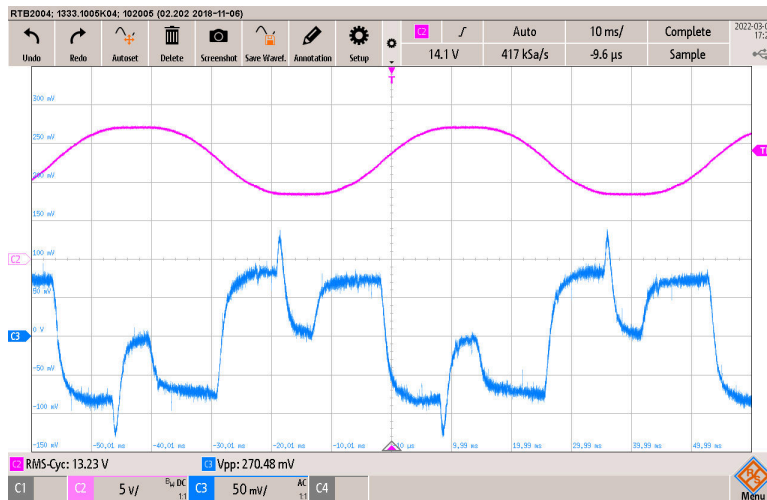 RTB2004; 1333.1005K04; 102005 (02.202 2018-11-06)
Undo Redo Autoset Delete Screenshot Save Wavef. Annotation Setup
C2 Auto 10 ms/ Complete
14.1 V 417 kSa/s -9.6 µs Sample
T
300 mV
250 mV
200 mV
150 mV
C2 100 mV
50 mV
C3 0 V
-50 mV
-100 mV
-150 mV -50,01 ms -40,01 ms -30,01 ms -20,01 ms -10,01 ms 9,99 ms 19,99 ms 29,99 ms 39,99 ms 49,99 ms
C2 RMS-Cyc: 13.23 V C3 Vpp: 270.48 mV
C1 C2 5 V/ BW DC 1:1 C3 50 mV/ AC 1:1 C4 Menu